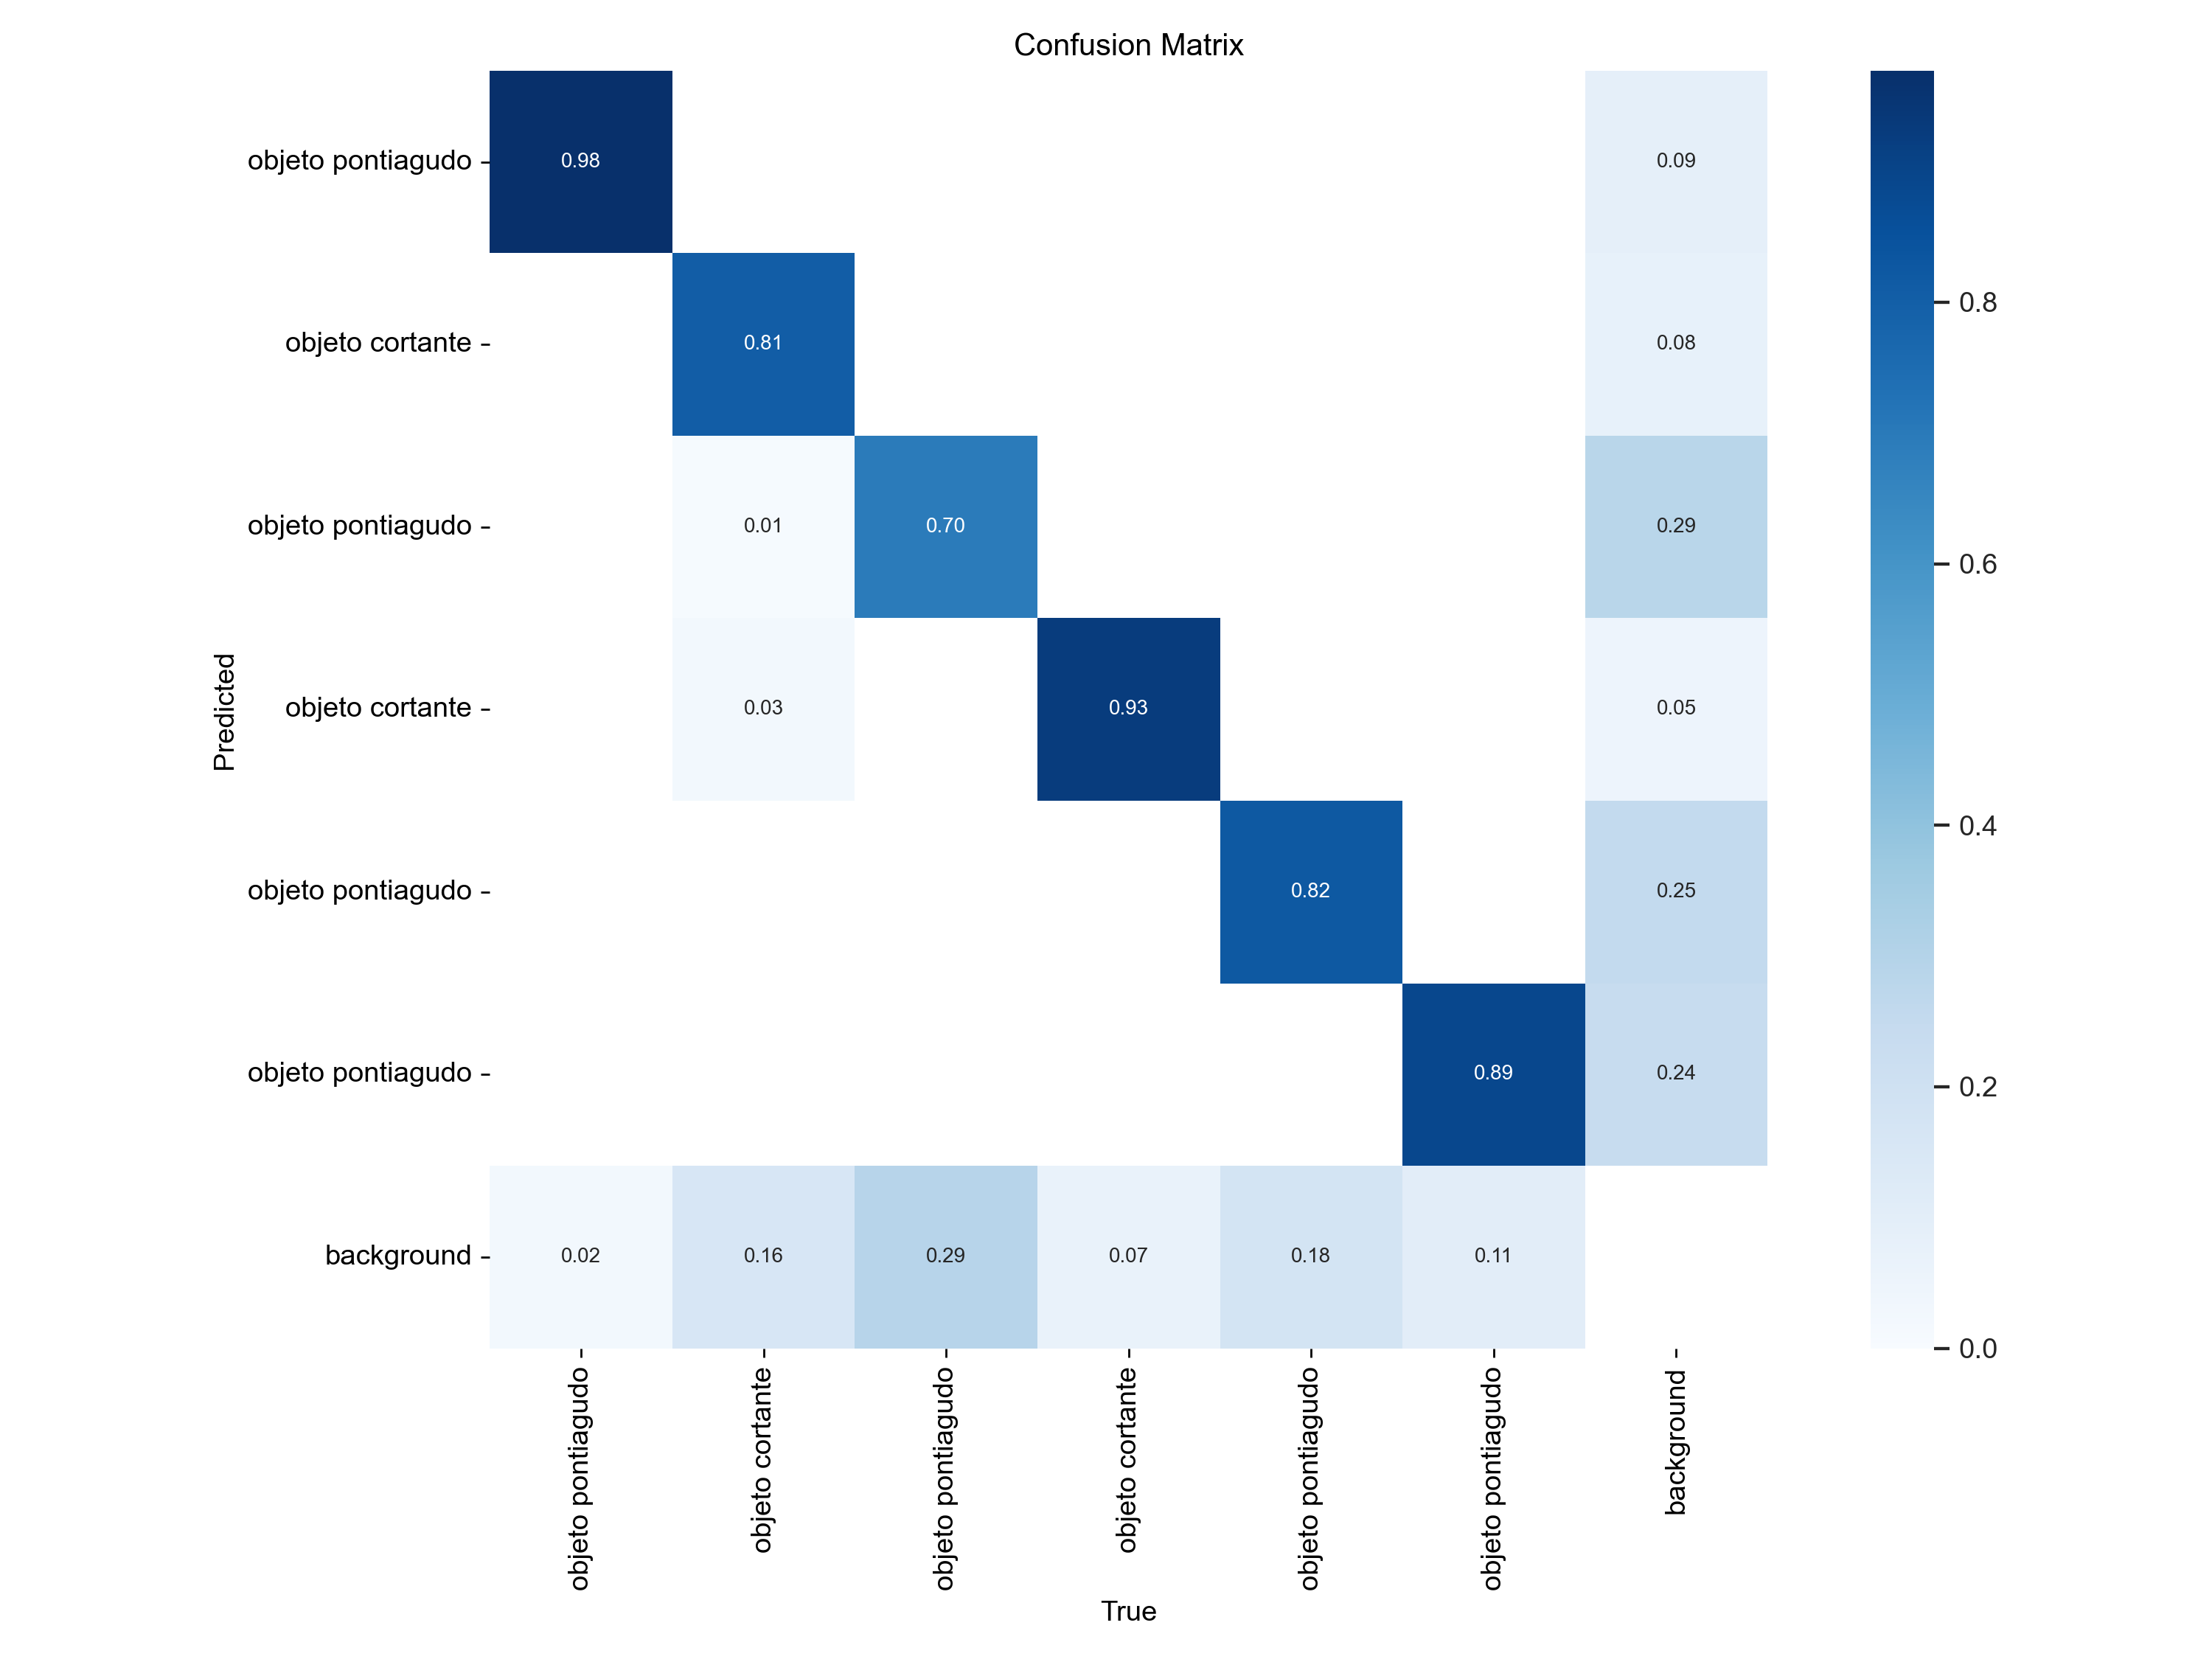 Confusion Matrix
objeto pontiagudo
0.98
0.09
objeto cortante
0.81
0.08
0.8
objeto pontiagudo
0.01
0.70
0.29
0.6
Predicted
objeto cortante
0.03
0.93
0.05
objeto pontiagudo
0.82
0.25
0.4
objeto pontiagudo
0.89
0.24
0.2
background
0.02
0.16
0.29
0.07
0.18
0.11
0.0
objeto pontiagudo
objeto cortante
objeto pontiagudo
objeto cortante
objeto pontiagudo
objeto pontiagudo
background
True